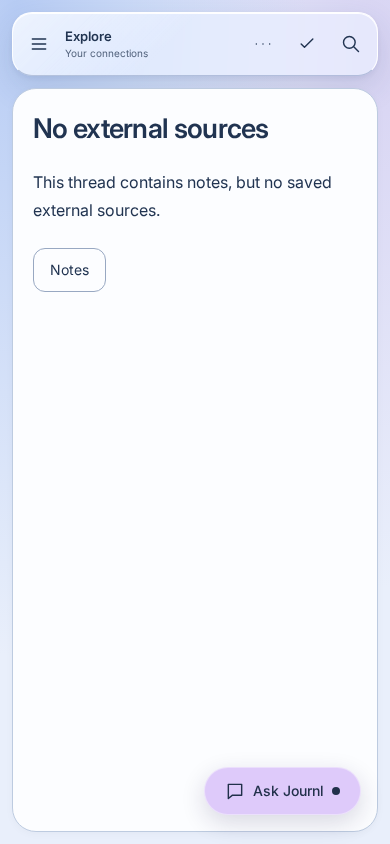 Explore
Your connections
...
No external sources
This thread contains notes, but no saved
external sources.
Notes
Ask Journl